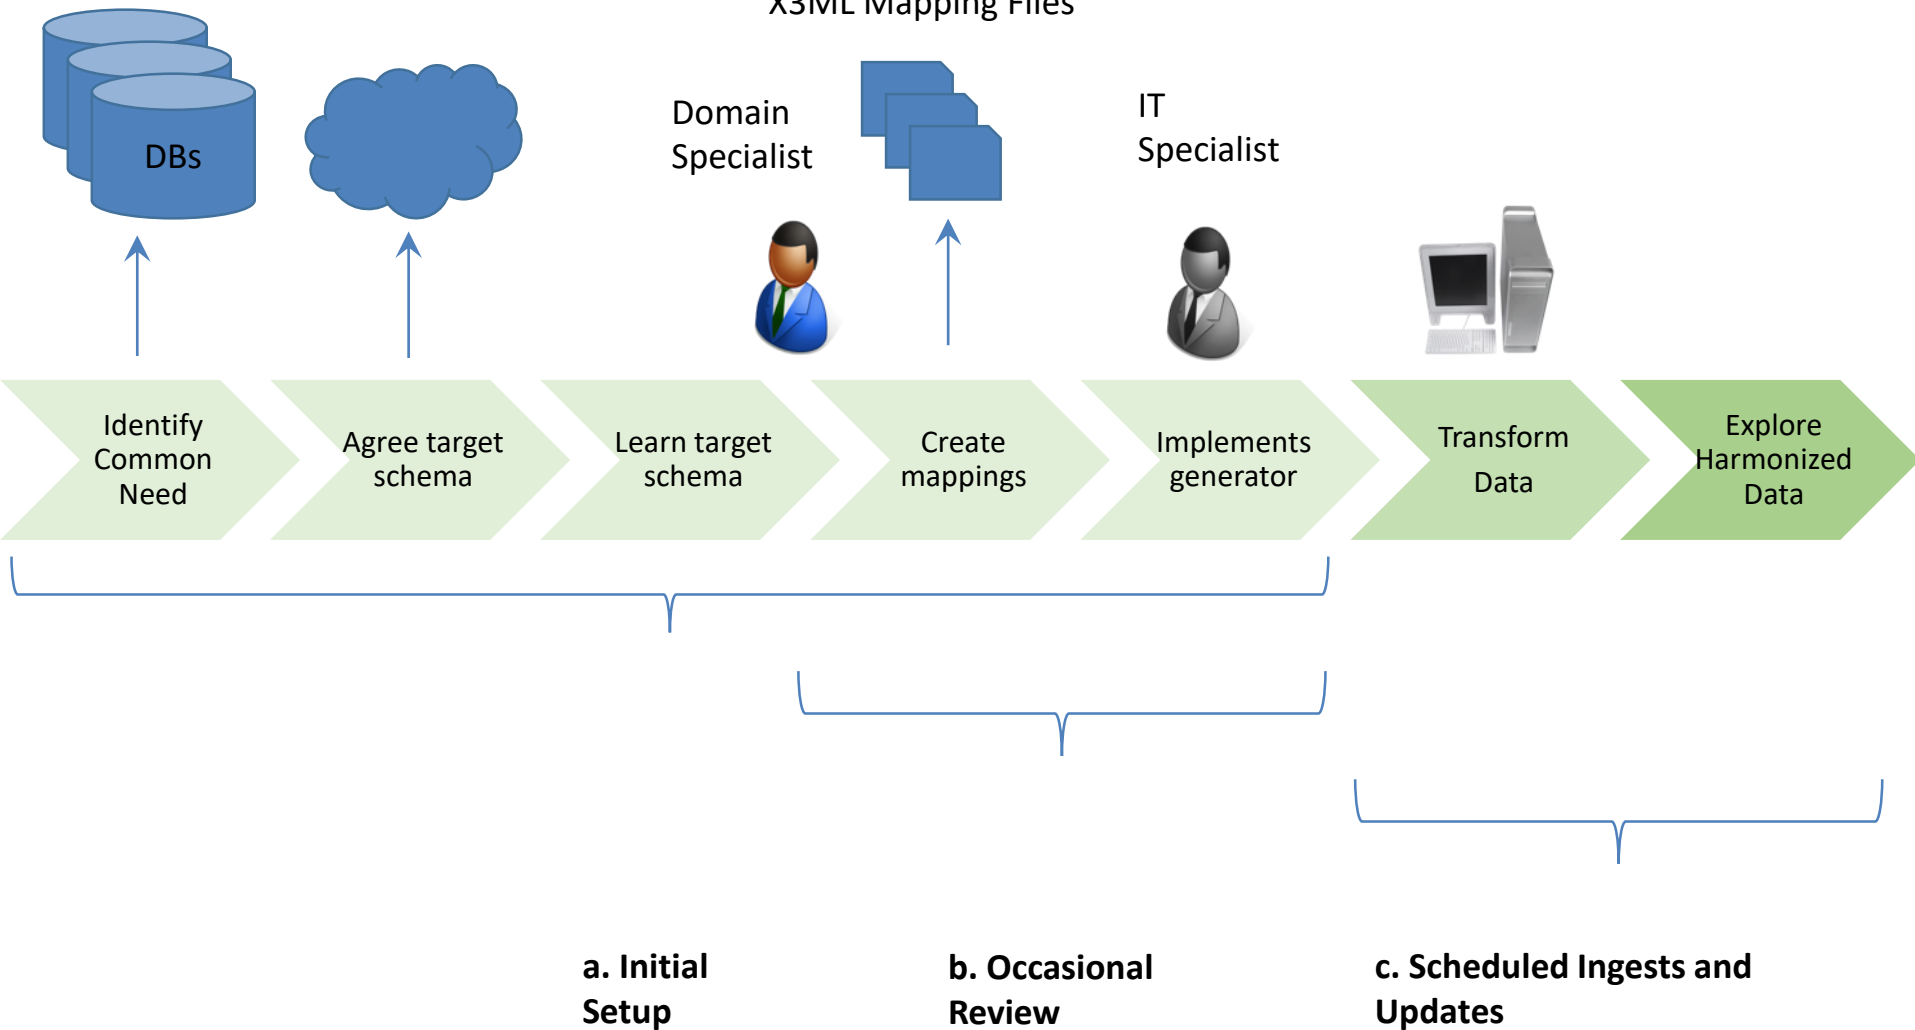 X3ML Mapping Files
DBs
Domain
Specialist
IT
Specialist
Identify
Common
Need
Agree target
schema
Learn target
schema
Create
mappings
Implements
generator
Transform
Data
Explore
Harmonized
Data
a. Initial
Setup
b. Occasional
Review
c. Scheduled Ingests and
Updates